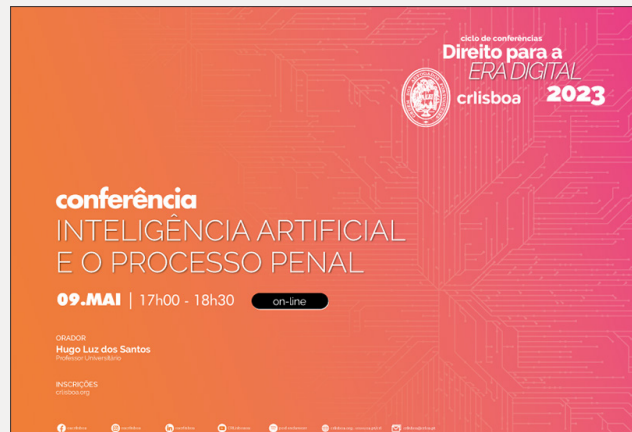 ciclo de conferências
Direito para a
ERA DIGITAL
crlisboa 2023
conferência
INTELIGÊNCIA ARTIFICIAL
E O PROCESSO PENAL
09.MAI | 17h00 - 18h30 on-line
ORADOR
Hugo Luz dos Santos
Professor Universitário
INSCRIÇÕES
crlisboa.org